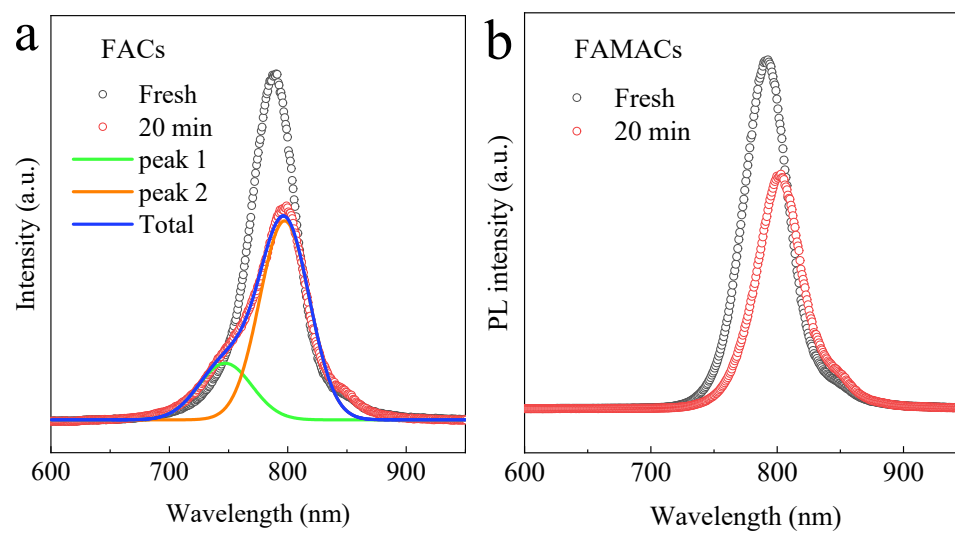 a
FACs
Fresh
20 min
peak 1
peak 2
Total
Intensity (a.u.)
600
700
800
900
Wavelength (nm)
b
FAMACs
Fresh
20 min
PL intensity (a.u.)
600
700
800
900
Wavelength (nm)